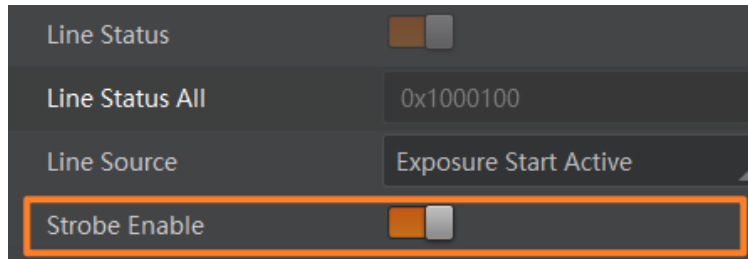 Line Status
Line Status All 0x1000100
Line Source Exposure Start Active
Strobe Enable